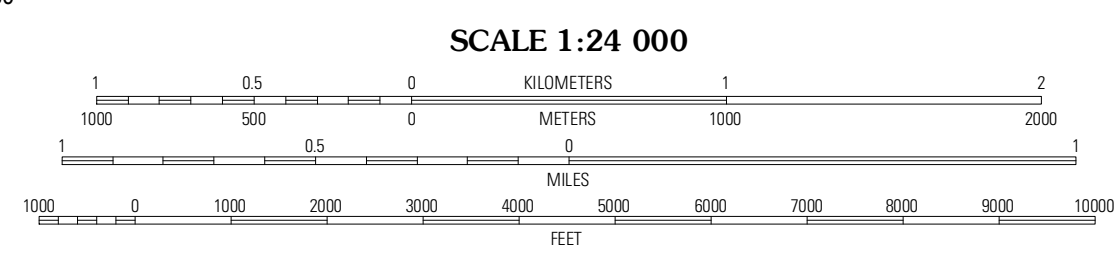 SCALE 1:24 000
1 0.5 0 KILOMETERS 1 2
1000 500 0 METERS 1000 2000
1 0.5 0 1
MILES
1000 0 1000 2000 3000 4000 5000 6000 7000 8000 9000 10000
FEET